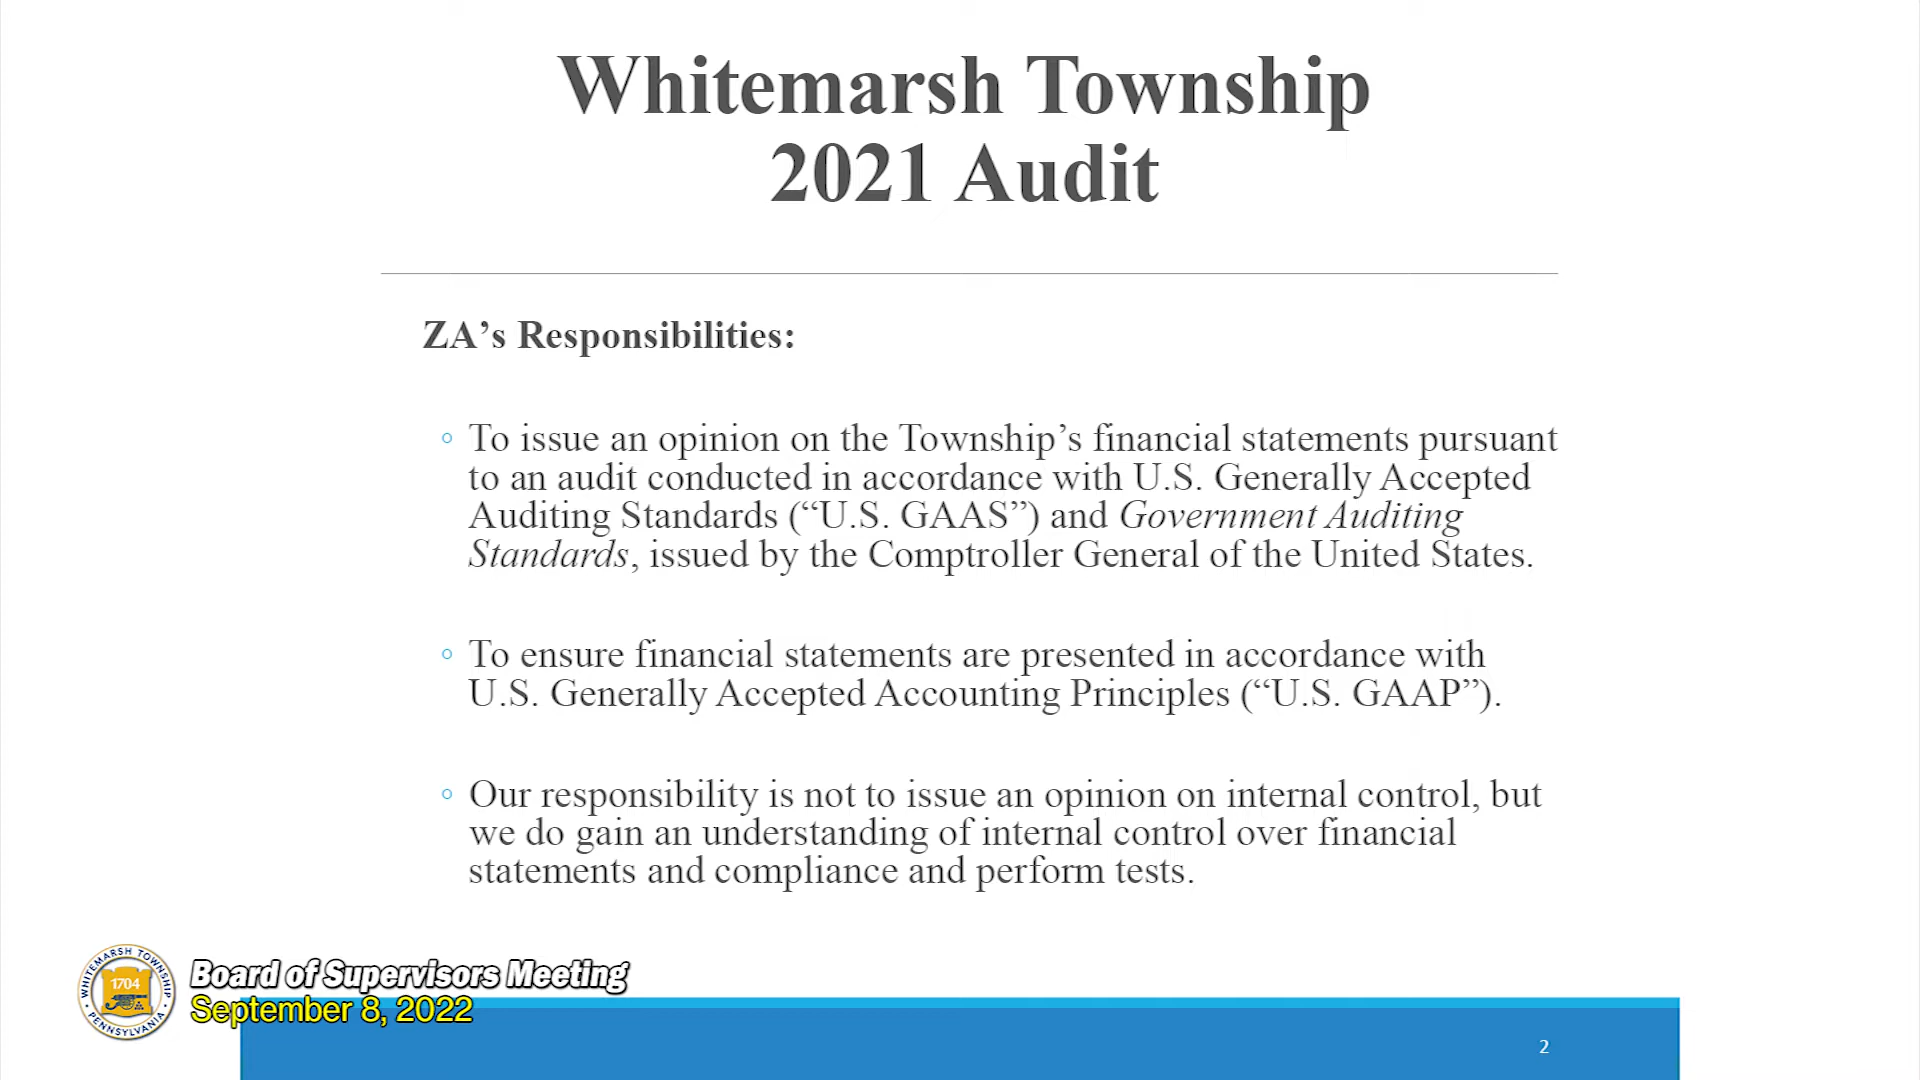 Whitemarsh Township
2021 Audit
ZA’s Responsibilities:
◦ To issue an opinion on the Township’s financial statements pursuant
to an audit conducted in accordance with U.S. Generally Accepted
Auditing Standards (“U.S. GAAS”) and Government Auditing
Standards, issued by the Comptroller General of the United States.
◦ To ensure financial statements are presented in accordance with
U.S. Generally Accepted Accounting Principles (“U.S. GAAP”).
◦ Our responsibility is not to issue an opinion on internal control, but
we do gain an understanding of internal control over financial
statements and compliance and perform tests.
WHITEMARSH TOWNSHIP
1704
PENNSYLVANIA
Board of Supervisors Meeting
September 8, 2022
2